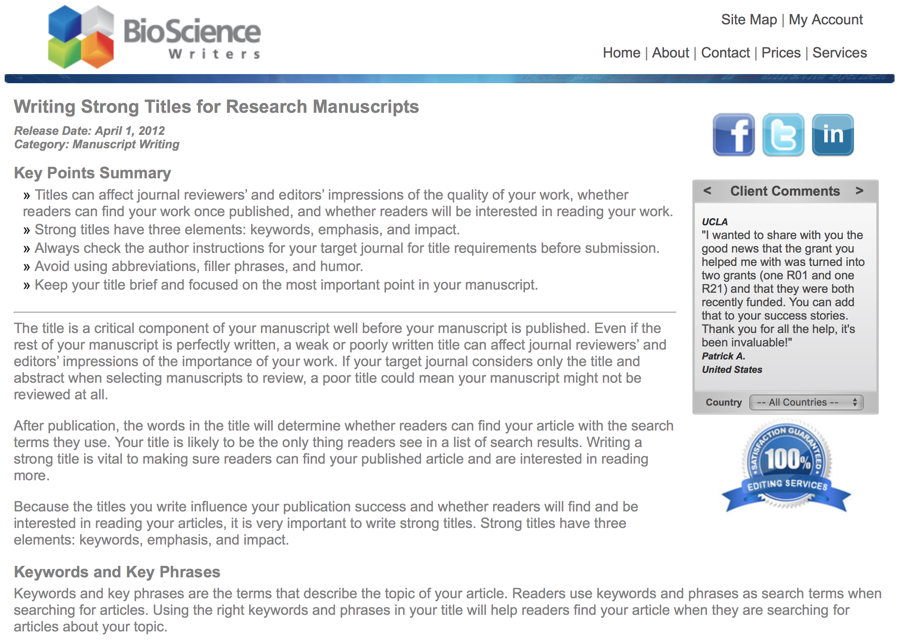 BioScience
Writers
Site Map | My Account
Home | About | Contact | Prices | Services
Writing Strong Titles for Research Manuscripts
Release Date: April 1, 2012
Category: Manuscript Writing
Key Points Summary
» Titles can affect journal reviewers' and editors' impressions of the quality of your work, whether
readers can find your work once published, and whether readers will be interested in reading your work.
» Strong titles have three elements: keywords, emphasis, and impact.
» Always check the author instructions for your target journal for title requirements before submission.
» Avoid using abbreviations, filler phrases, and humor.
» Keep your title brief and focused on the most important point in your manuscript.
The title is a critical component of your manuscript well before your manuscript is published. Even if the
rest of your manuscript is perfectly written, a weak or poorly written title can affect journal reviewers' and
editors' impressions of the importance of your work. If your target journal considers only the title and
abstract when selecting manuscripts to review, a poor title could mean your manuscript might not be
reviewed at all.
After publication, the words in the title will determine whether readers can find your article with the search
terms they use. Your title is likely to be the only thing readers see in a list of search results. Writing a
strong title is vital to making sure readers can find your published article and are interested in reading
more.
Because the titles you write influence your publication success and whether readers will find and be
interested in reading your articles, it is very important to write strong titles. Strong titles have three
elements: keywords, emphasis, and impact.
Keywords and Key Phrases
Keywords and key phrases are the terms that describe the topic of your article. Readers use keywords and phrases as search terms when
searching for articles. Using the right keywords and phrases in your title will help readers find your article when they are searching for
articles about your topic.
f t in
< Client Comments >
UCLA
"I wanted to share with you the
good news that the grant you
helped me with was turned into
two grants (one R01 and one
R21) and that they were both
recently funded. You can add
that to your success stories.
Thank you for all the help, it's
been invaluable!"
Patrick A.
United States
Country -- All Countries --
SATISFACTION GUARANTEED
100%
EDITING SERVICES